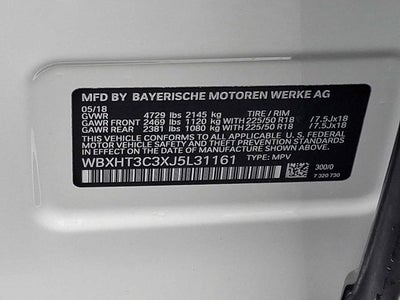 MFD BY BAYERISCHE MOTOREN WERKE AG
05/18
GVWR 4729 lbs 2145 kg TIRE / RIM
GAWR FRONT 2469 lbs 1120 kg 225/50 R18 /7.5Jx18
GAWR REAR 2381 lbs 1080 kg 225/50 R18 /7.5Jx18
THIS VEHICLE CONFORMS TO ALL APPLICABLE U.S. FEDERAL
MOTOR VEHICLE SAFETY, BUMPER, AND THEFT
PREVENTION STANDARDS IN EFFECT ON THE DATE OF
MANUFACTURE SHOWN ABOVE.
WBXHT3C3XJ5L31161 TYPE: MPV 300/0
7 320 730